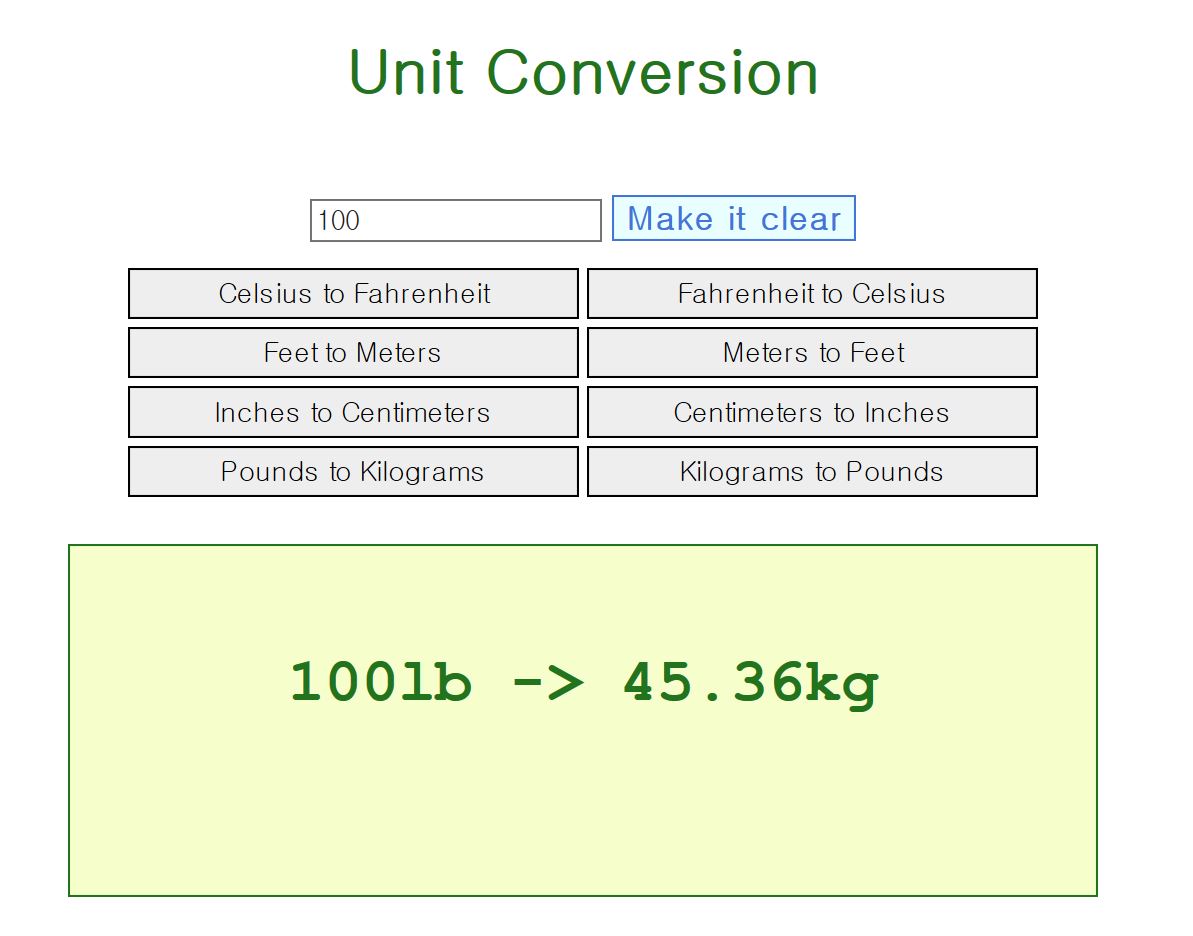 Unit Conversion
100 Make it clear
Celsius to Fahrenheit Fahrenheit to Celsius
Feet to Meters Meters to Feet
Inches to Centimeters Centimeters to Inches
Pounds to Kilograms Kilograms to Pounds
100lb -> 45.36kg